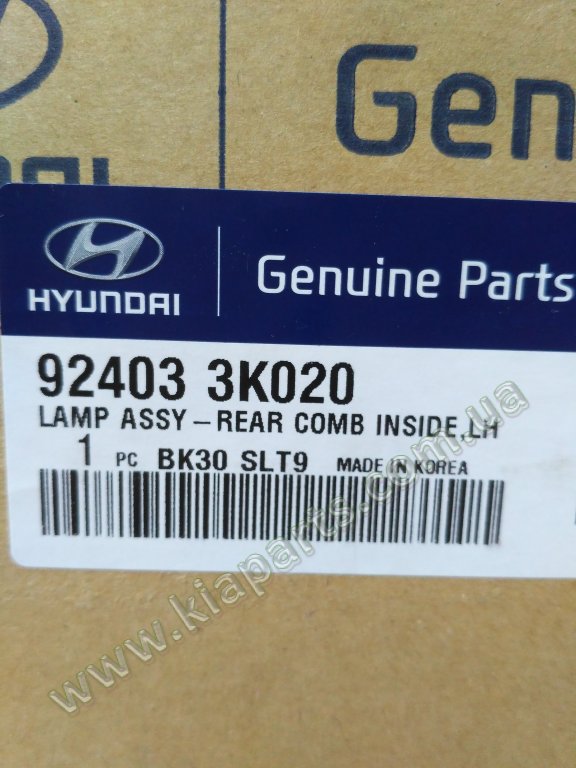 Gen
HYUNDAI
Genuine Parts
92403 3K020
LAMP ASSY-REAR COMB INSIDE,LH
1 PC BK30 SLT9 MADE IN KOREA
www.kiaparts.com.ua